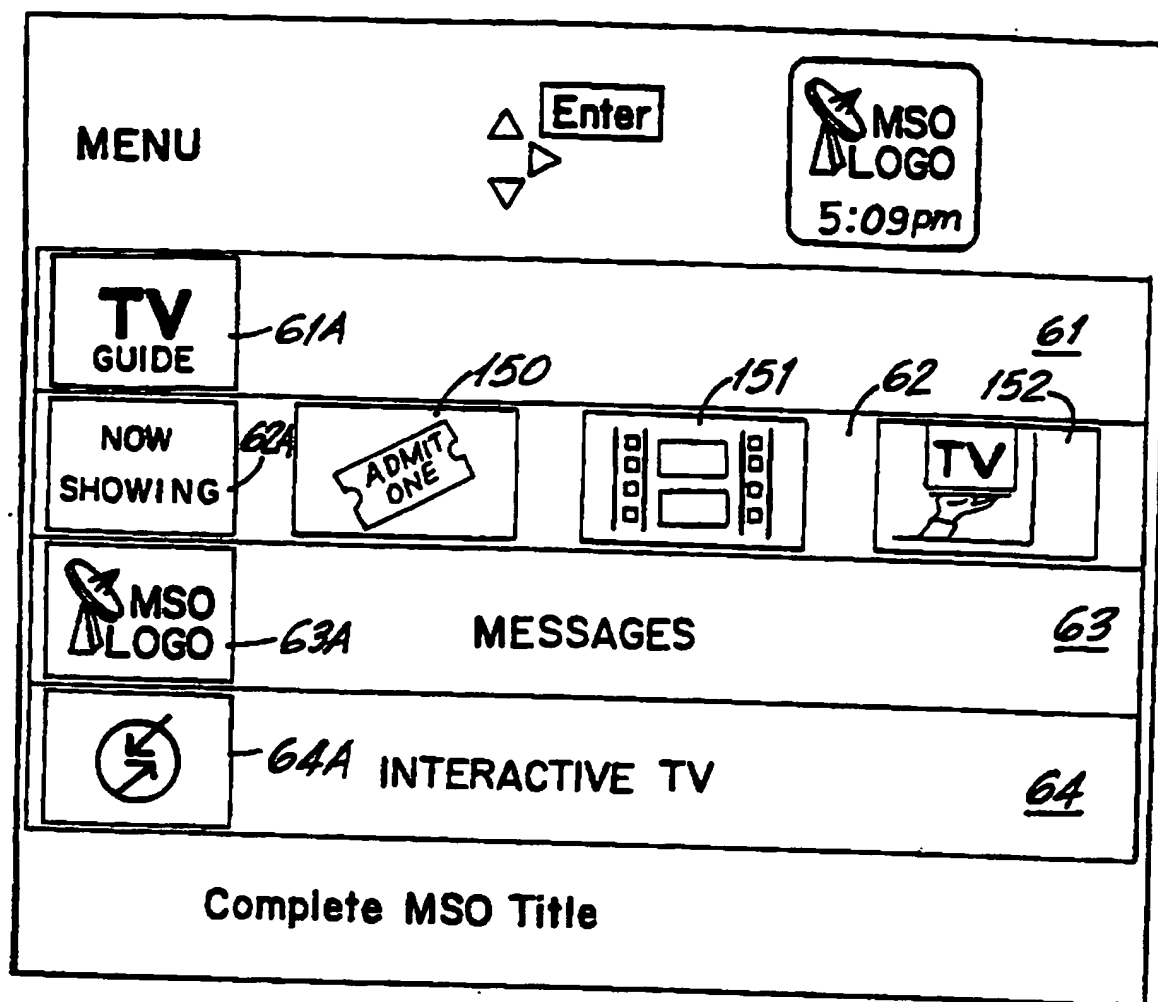 MENU
Enter
MSO
LOGO
5:09pm
TV
GUIDE
61A
61
150
151
62
152
NOW
SHOWING
62A
ADMIT
ONE
TV
MSO
LOGO
63A
MESSAGES
63
64A
INTERACTIVE TV
64
Complete MSO Title